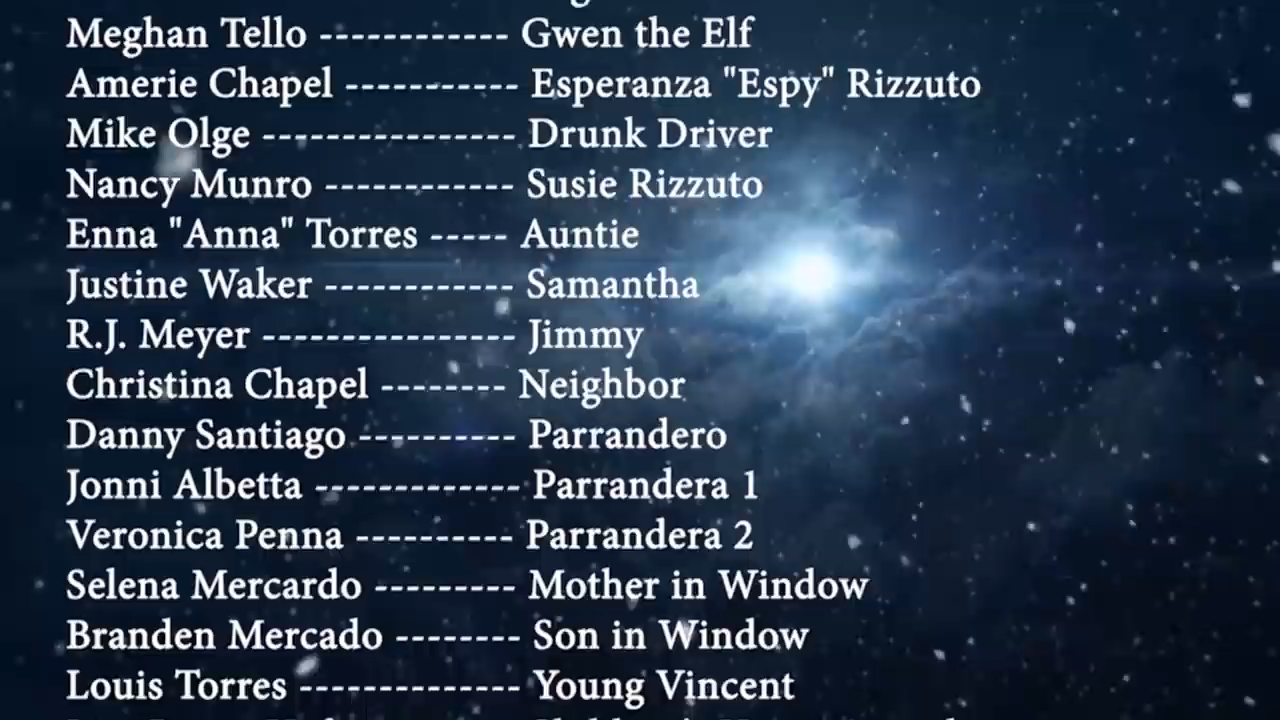 Meghan Tello ------------ Gwen the Elf
Amerie Chapel ----------- Esperanza "Espy" Rizzuto
Mike Olge ---------------- Drunk Driver
Nancy Munro ------------ Susie Rizzuto
Enna "Anna" Torres ----- Auntie
Justine Waker ------------ Samantha
R.J. Meyer ---------------- Jimmy
Christina Chapel -------- Neighbor
Danny Santiago ---------- Parrandero
Jonni Albetta ------------- Parrandera 1
Veronica Penna ---------- Parrandera 2
Selena Mercardo --------- Mother in Window
Branden Mercado -------- Son in Window
Louis Torres -------------- Young Vincent